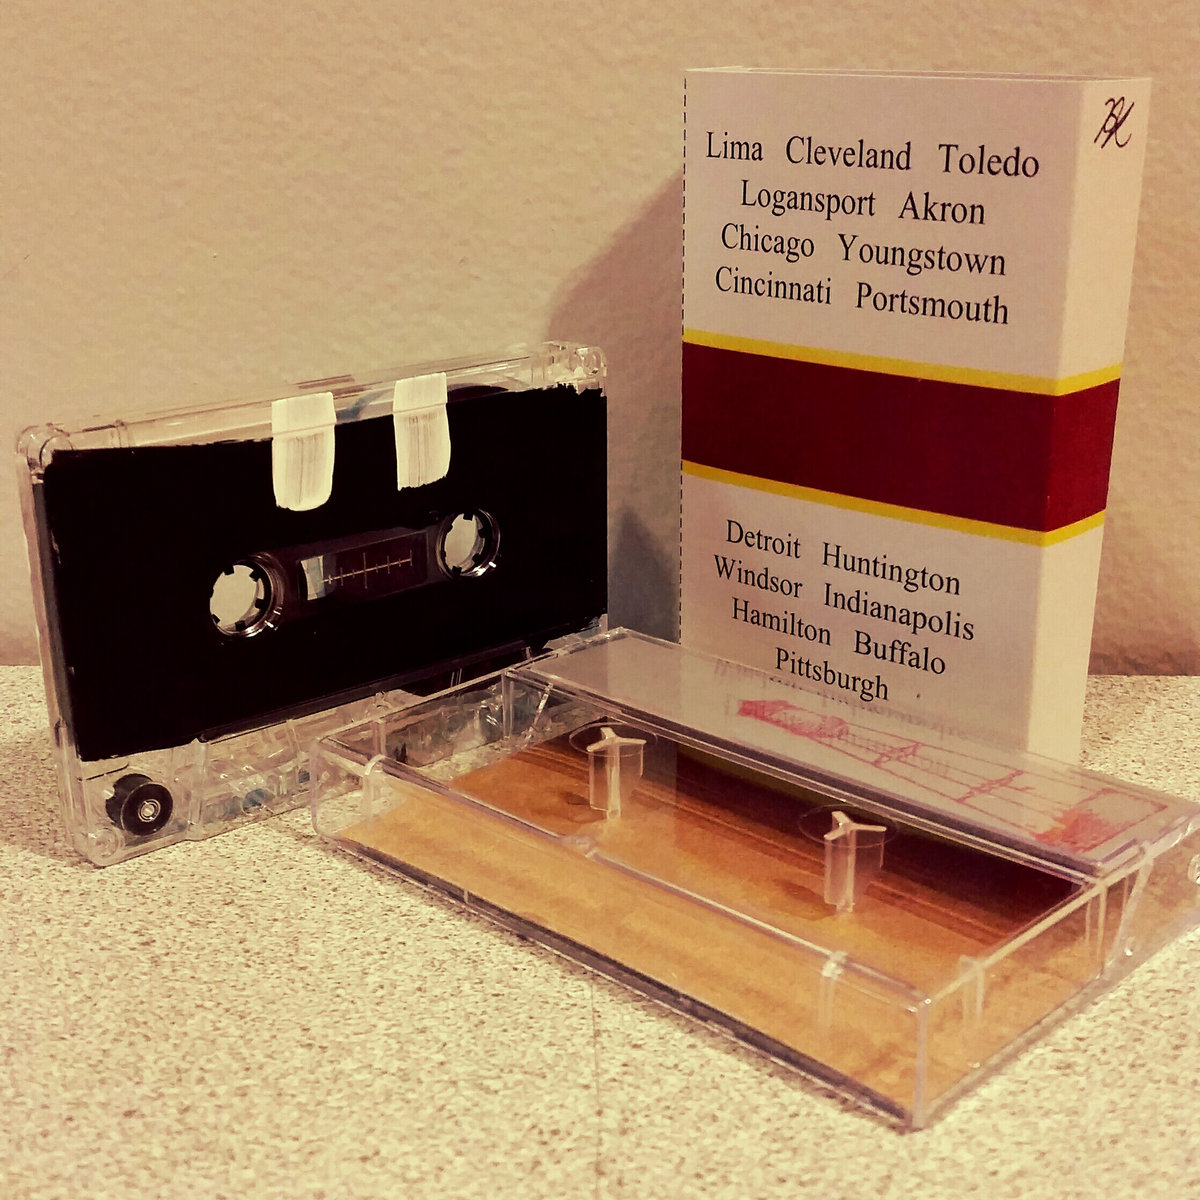 Lima Cleveland Toledo
Logansport Akron
Chicago Youngstown
Cincinnati Portsmouth
Detroit Huntington
Windsor Indianapolis
Hamilton Buffalo
Pittsburgh